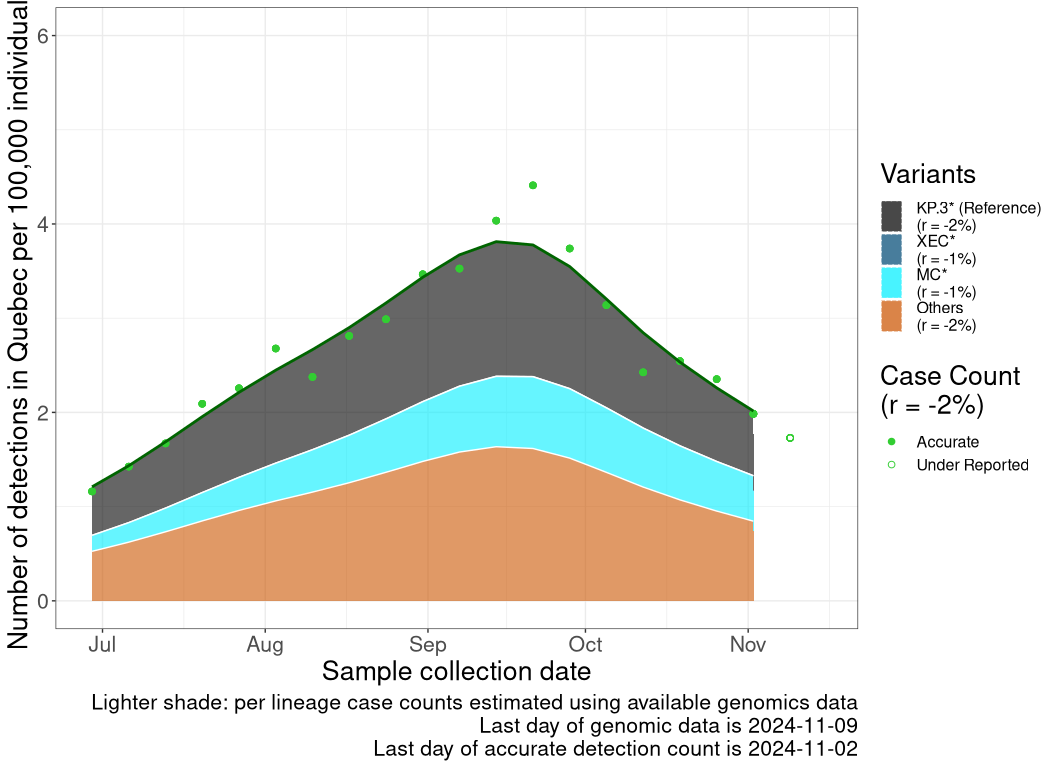 Number of detections in Quebec per 100,000 individual
6
4
2
0
Jul Aug Sep Oct Nov
Sample collection date
Lighter shade: per lineage case counts estimated using available genomics data
Last day of genomic data is 2024-11-09
Last day of accurate detection count is 2024-11-02
Variants
KP.3* (Reference)
(r = -2%)
XEC*
(r = -1%)
MC*
(r = -1%)
Others
(r = -2%)
Case Count
(r = -2%)
Accurate
Under Reported